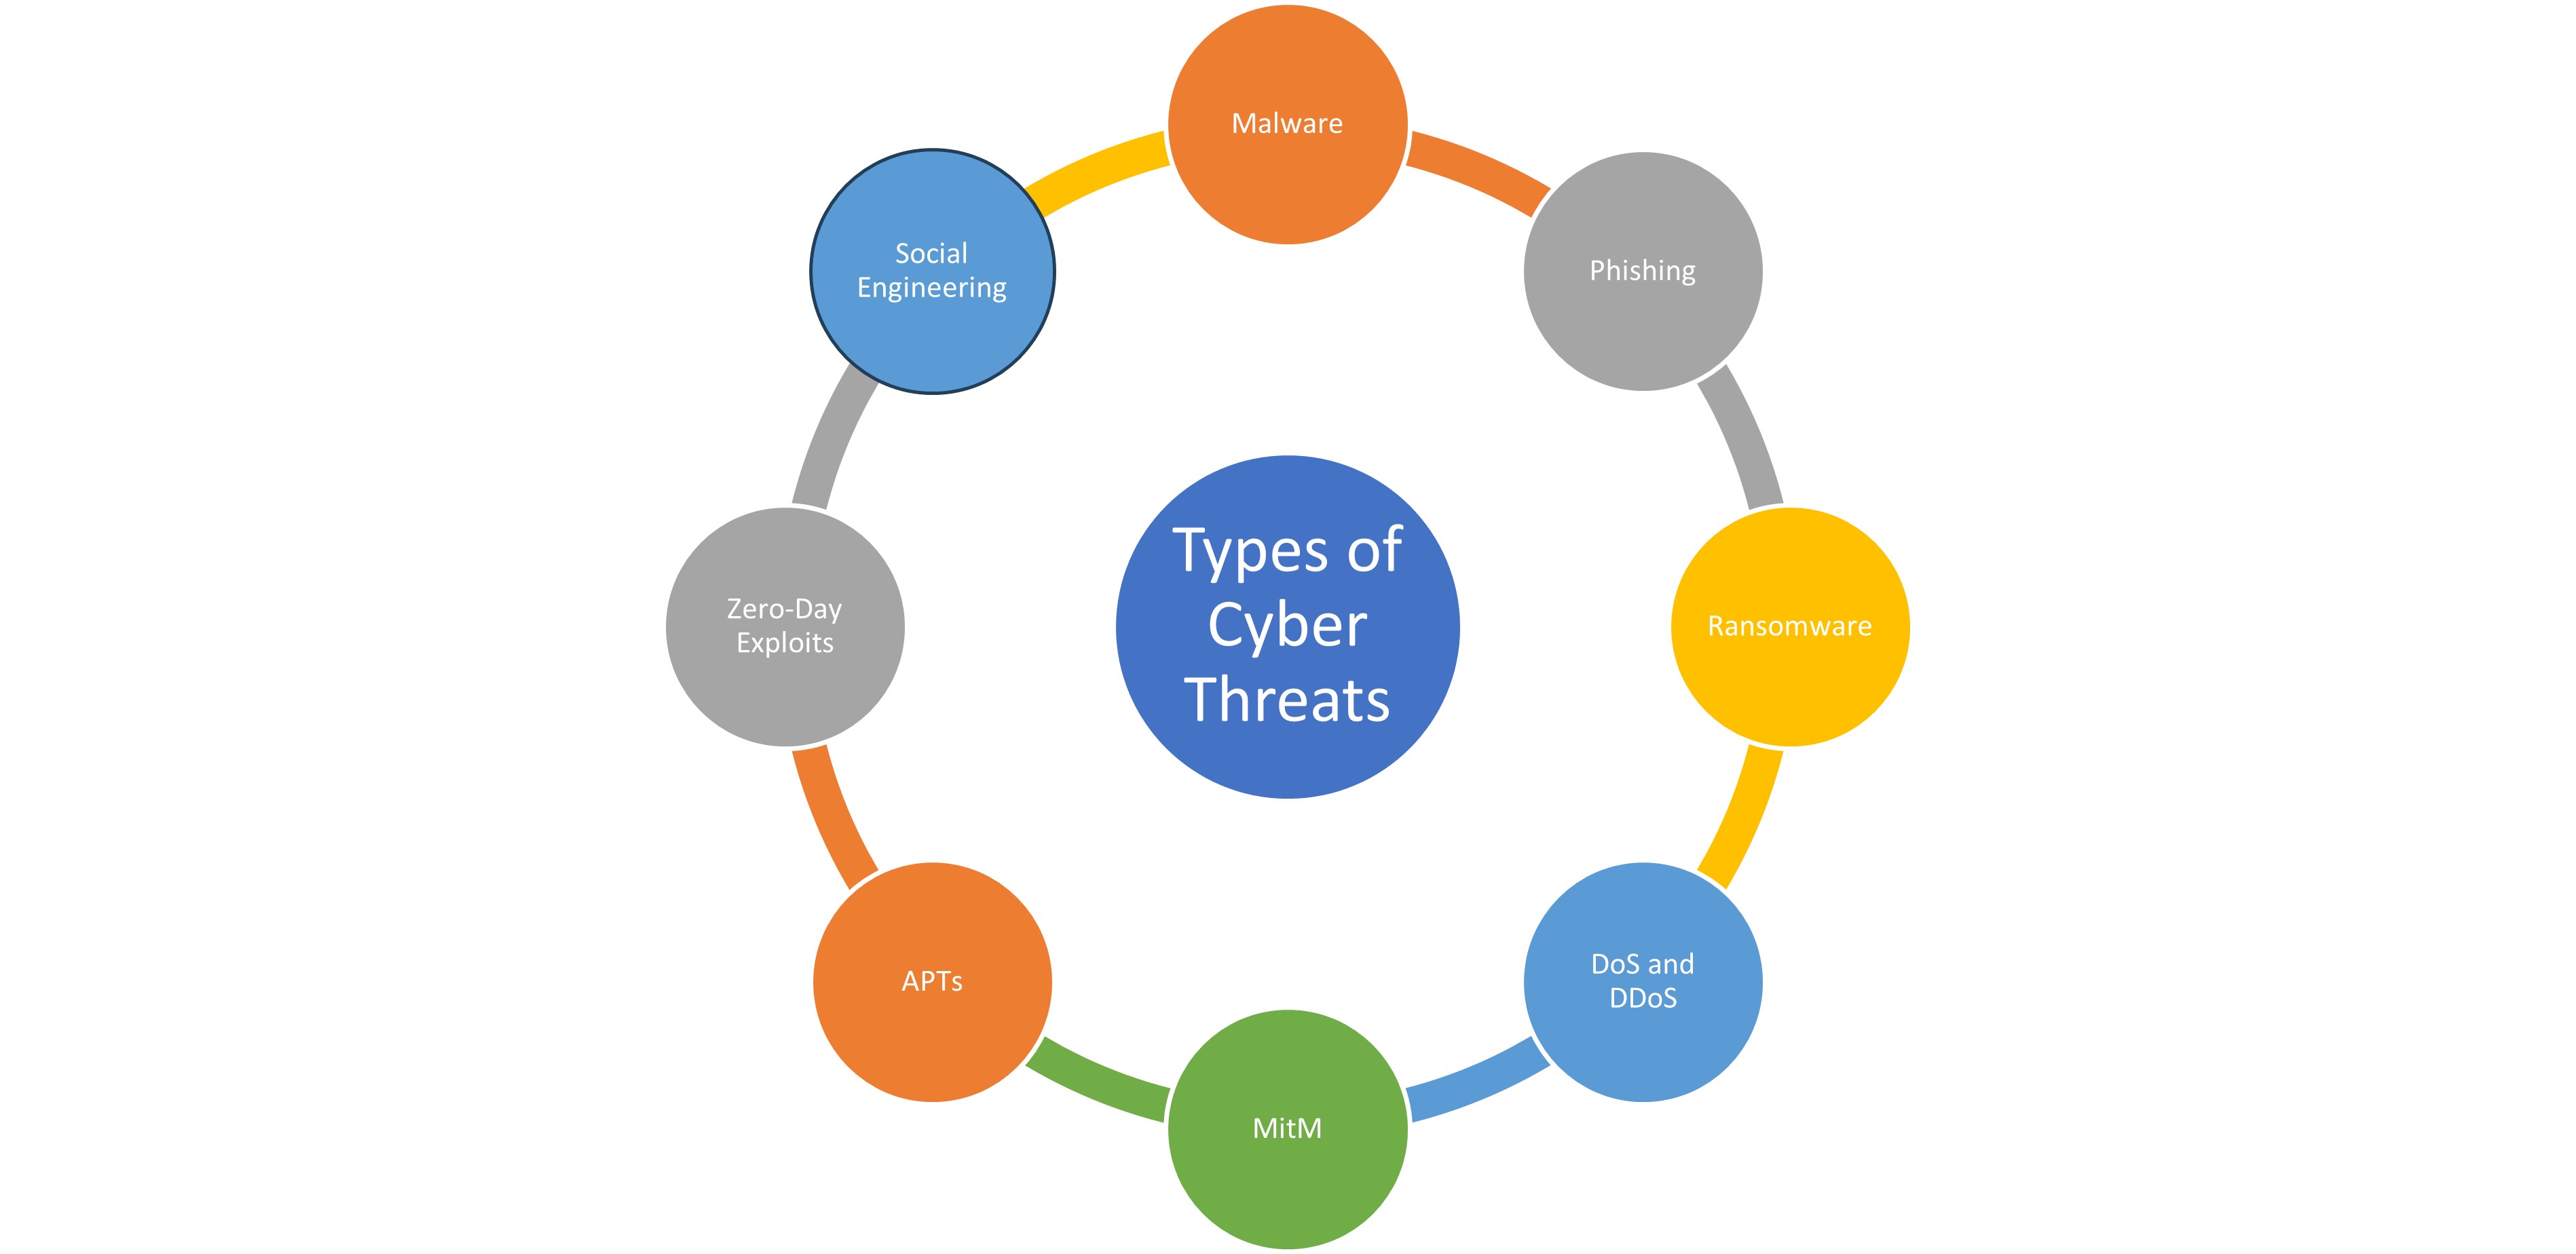 Malware
Phishing
Ransomware
DoS and
DDoS
MitM
APTs
Zero-Day
Exploits
Social
Engineering
Types of
Cyber
Threats